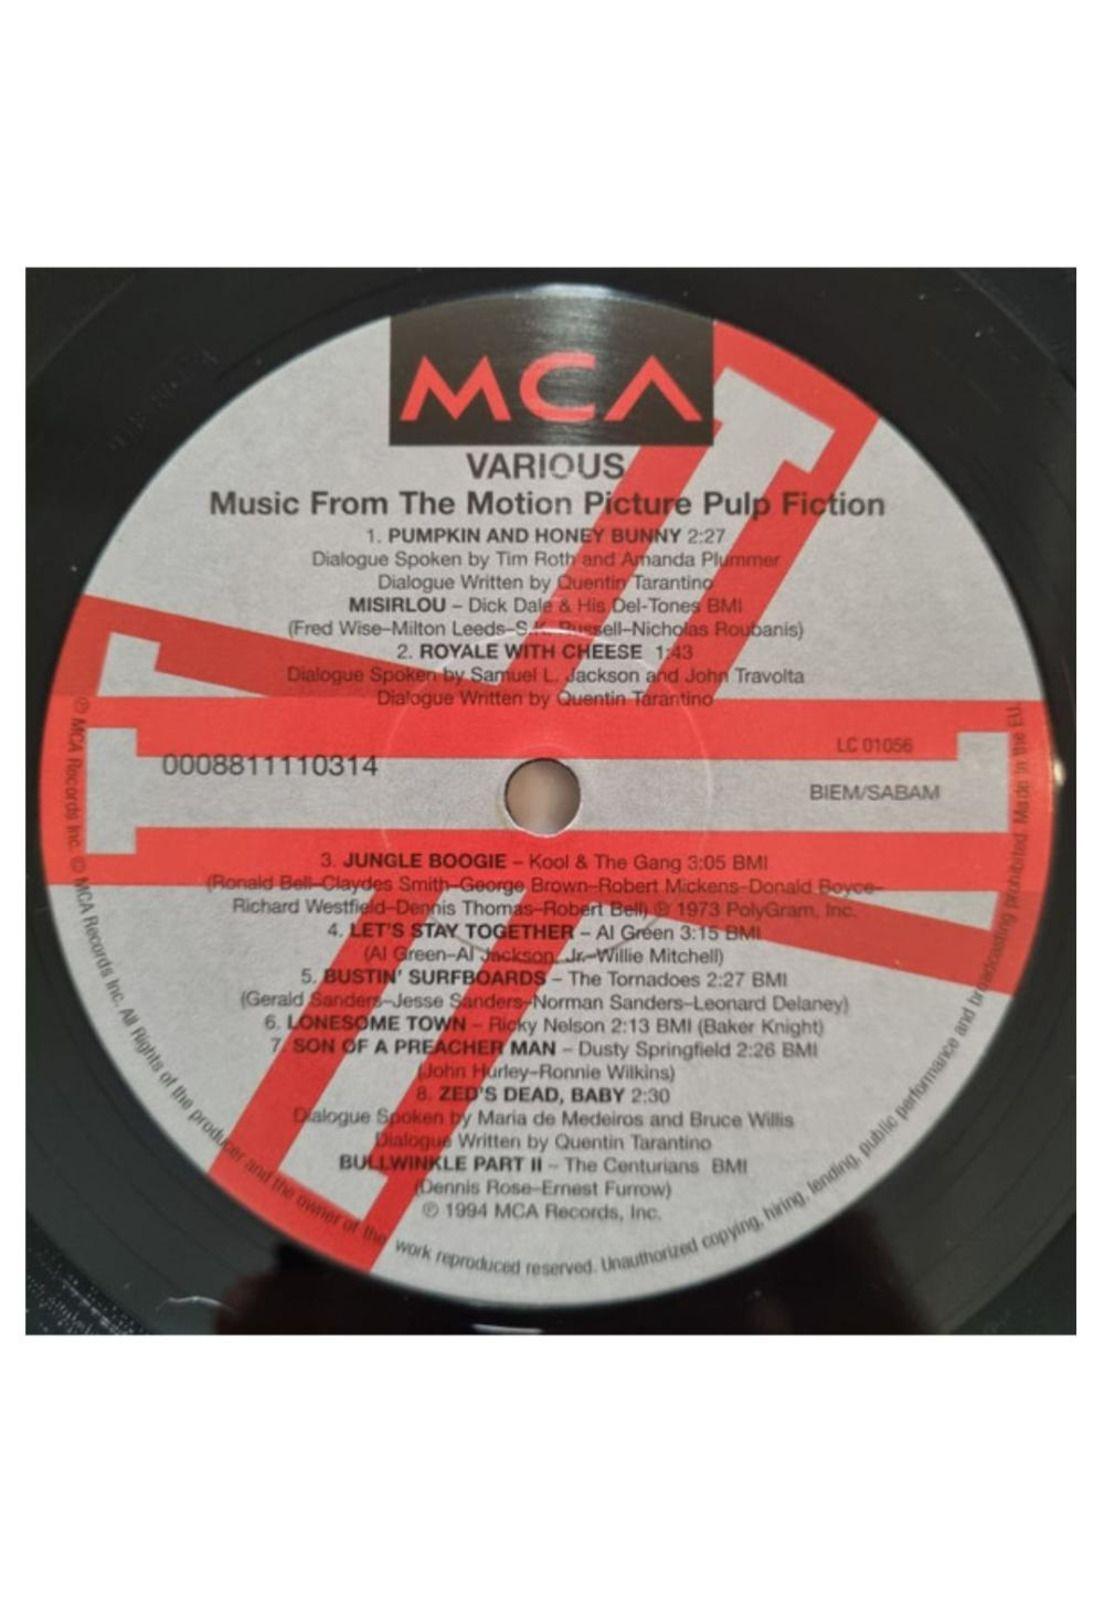 MCA
VARIOUS
Music From The Motion Picture Pulp Fiction
1. PUMPKIN AND HONEY BUNNY 2:27
Dialogue Spoken by Tim Roth and Amanda Plummer
Dialogue Written by Quentin Tarantino
MISIRLOU – Dick Dale & His Del-Tones BMI
(Fred Wise–Milton Leeds–S.K. Russell–Nicholas Roubanis)
2. ROYALE WITH CHEESE 1:43
Dialogue Spoken by Samuel L. Jackson and John Travolta
Dialogue Written by Quentin Tarantino
LC 01056
0008811110314
BIEM/SABAM
3. JUNGLE BOOGIE – Kool & The Gang 3:05 BMI
(Ronald Bell–Claydes Smith–George Brown–Robert Mickens–Donald Boyce–
Richard Westfield–Dennis Thomas–Robert Bell) ℗ 1973 PolyGram, Inc.
4. LET'S STAY TOGETHER – Al Green 3:15 BMI
(Al Green–Al Jackson, Jr.–Willie Mitchell)
5. BUSTIN' SURFBOARDS – The Tornadoes 2:27 BMI
(Gerald Sanders–Jesse Sanders–Norman Sanders–Leonard Delaney)
6. LONESOME TOWN – Ricky Nelson 2:13 BMI (Baker Knight)
7. SON OF A PREACHER MAN – Dusty Springfield 2:26 BMI
(John Hurley–Ronnie Wilkins)
8. ZED'S DEAD, BABY 2:30
Dialogue Spoken by Maria de Medeiros and Bruce Willis
Dialogue Written by Quentin Tarantino
BULLWINKLE PART II – The Centurians BMI
(Dennis Rose–Ernest Furrow)
℗ 1994 MCA Records, Inc.
℗ MCA Records Inc. © MCA Records Inc. All Rights of the producer and the owner of the work reproduced reserved. Unauthorized copying, hiring, lending, public performance and broadcasting prohibited. Made in the EU.